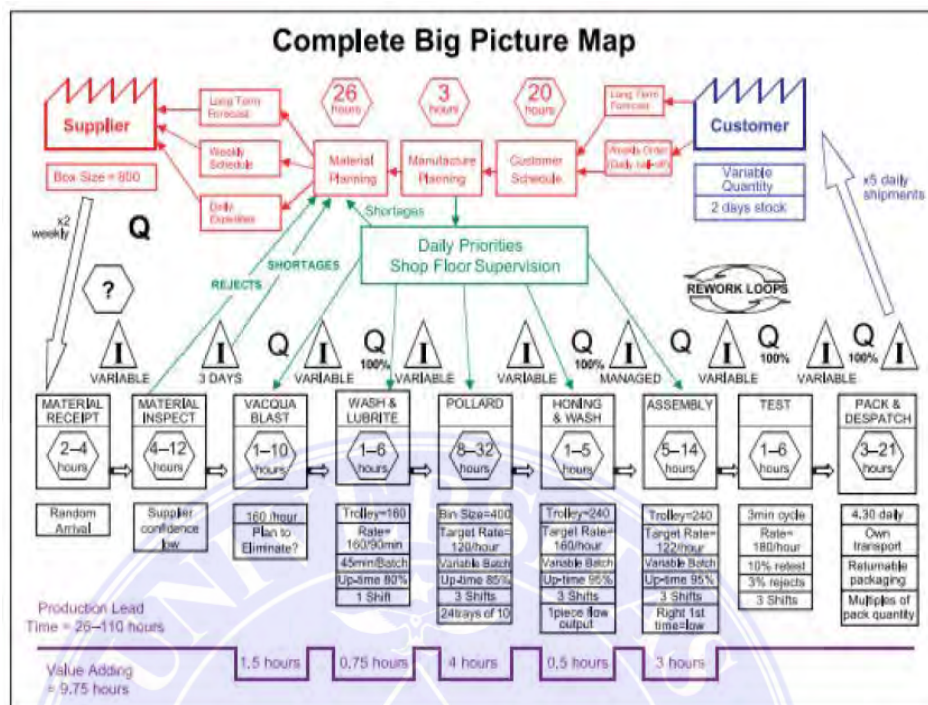 Complete Big Picture Map
26
hours
3
hours
20
hours
Supplier
Long Term
Forecast
Long Term
Forecast
Customer
Weekly
Schedule
Material
Planning
Manufacture
Planning
Customer
Schedule
Weekly Order
(Daily call-off)
Box Size = 800
Variable
Quantity
2 days stock
x5 daily
shipments
Daily
x2
weekly
Q
Shortages
SHORTAGES
REJECTS
Daily Priorities
Shop Floor Supervision
REWORK LOOPS
?
I
VARIABLE
I
3 DAYS
Q
I
VARIABLE
Q
100%
I
VARIABLE
I
VARIABLE
Q
100%
I
MANAGED
Q
I
VARIABLE
Q
100%
I
VARIABLE
Q
100%
I
MATERIAL
RECEIPT
2–4
hours
Random
Arrival
MATERIAL
INSPECT
4–12
hours
Supplier
confidence
low
VACQUA
BLAST
1–10
hours
160 /hour
Plan to
Eliminate?
WASH &
LUBRITE
1–6
hours
Trolley=160
Rate=
160/90min
45min/Batch
Up-time 80%
1 Shift
POLLARD
8–32
hours
Bin Size=400
Target Rate=
120/hour
Variable Batch
Up-time 85%
3 Shifts
24trays of 10
HONING
& WASH
1–5
hours
Trolley=240
Target Rate=
160/hour
Variable Batch
Up-time 95%
3 Shifts
1piece flow
output
ASSEMBLY
5–14
hours
Trolley=240
Target Rate=
122/hour
Variable Batch
Up-time 95%
3 Shifts
Right 1st
time=low
TEST
1–6
hours
3min cycle
Rate=
180/hour
10% retest
3% rejects
3 Shifts
PACK &
DESPATCH
3–21
hours
4.30 daily
Own
transport
Returnable
packaging
Multiples of
pack quantity
Production Lead
Time = 26–110 hours
Value Adding
= 9.75 hours
1.5 hours
0.75 hours
4 hours
0.5 hours
3 hours